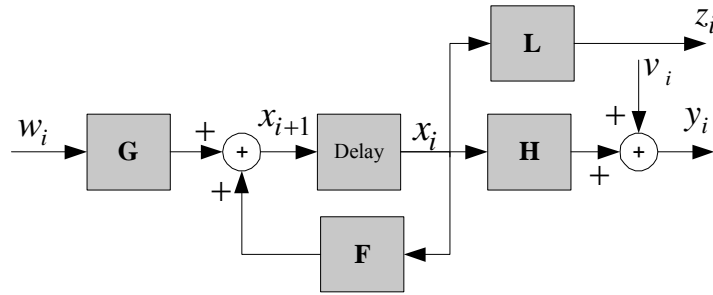 z_i
L
v_i
w_i
G
+
+
x_{i+1}
Delay
x_i
H
+
+
+
y_i
+
F